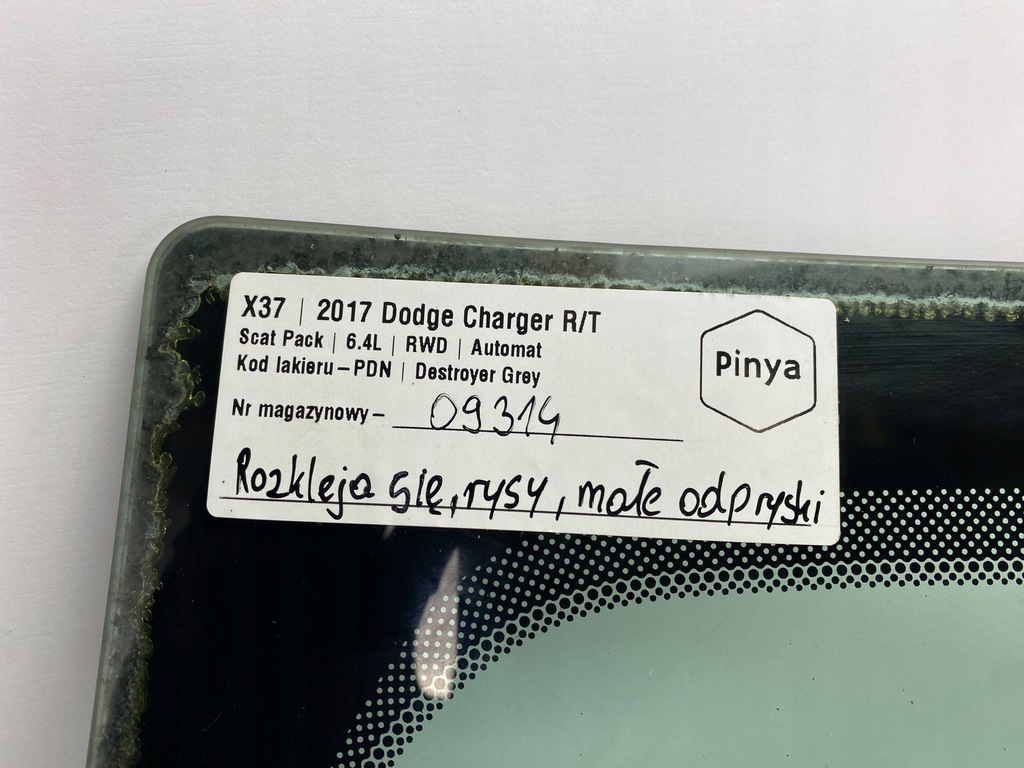 X37 | 2017 Dodge Charger R/T
Scat Pack | 6.4L | RWD | Automat
Kod lakieru – PDN | Destroyer Grey
Nr magazynowy – 09314
Rozkleja się, rysy, małe odpryski
Pinya